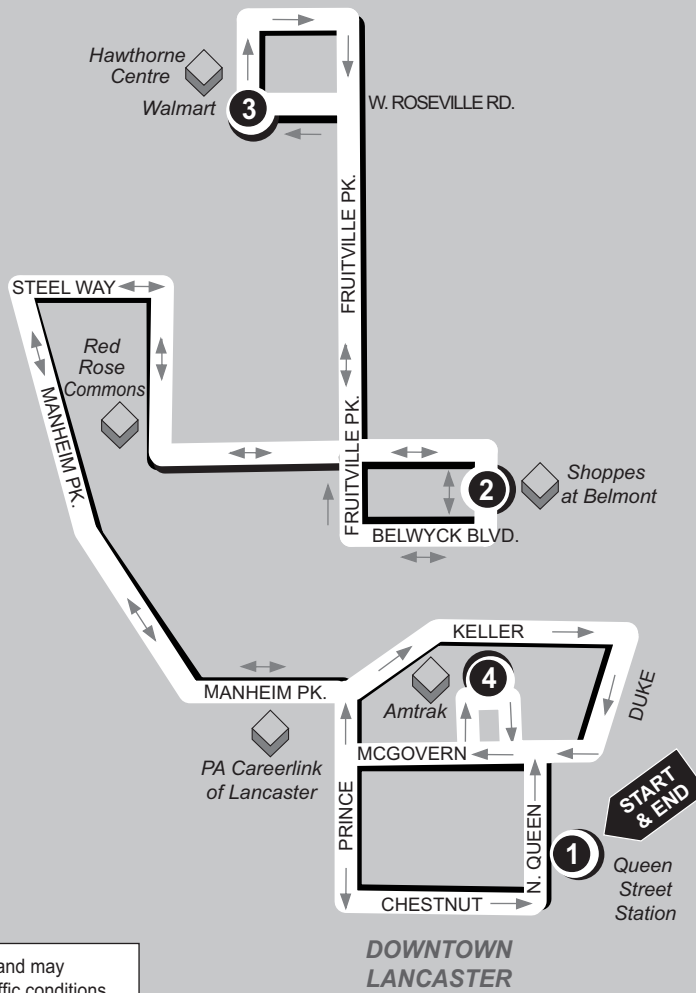 Hawthorne
Centre
Walmart
3
W. ROSEVILLE RD.
FRUITVILLE PK.
STEEL WAY
Red
Rose
Commons
MANHEIM PK.
FRUITVILLE PK.
2
Shoppes
at Belmont
BELWYCK BLVD.
KELLER
4
Amtrak
DUKE
MANHEIM PK.
MCGOVERN
PA Careerlink
of Lancaster
PRINCE
N. QUEEN
START
& END
1
Queen
Street
Station
CHESTNUT
DOWNTOWN
LANCASTER
and may